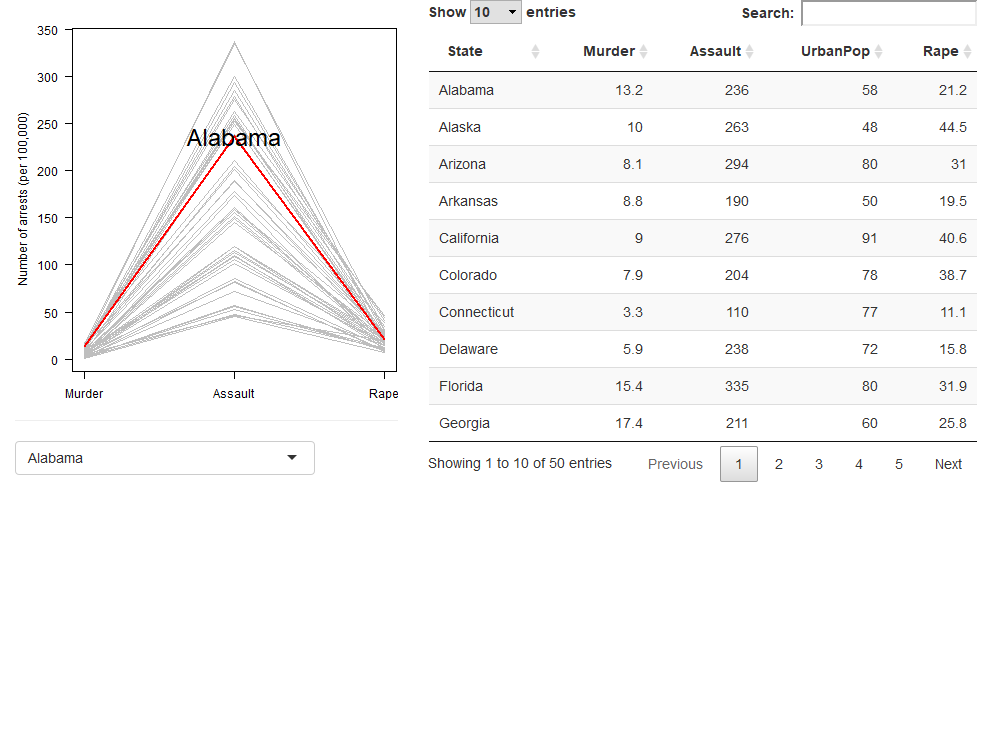 350
300
250
200
150
100
50
0
Number of arrests (per 100,000)
Alabama
Murder Assault Rape
Alabama
Show 10 entries
Search:
State Murder Assault UrbanPop Rape
Alabama 13.2 236 58 21.2
Alaska 10 263 48 44.5
Arizona 8.1 294 80 31
Arkansas 8.8 190 50 19.5
California 9 276 91 40.6
Colorado 7.9 204 78 38.7
Connecticut 3.3 110 77 11.1
Delaware 5.9 238 72 15.8
Florida 15.4 335 80 31.9
Georgia 17.4 211 60 25.8
Showing 1 to 10 of 50 entries
Previous 1 2 3 4 5 Next